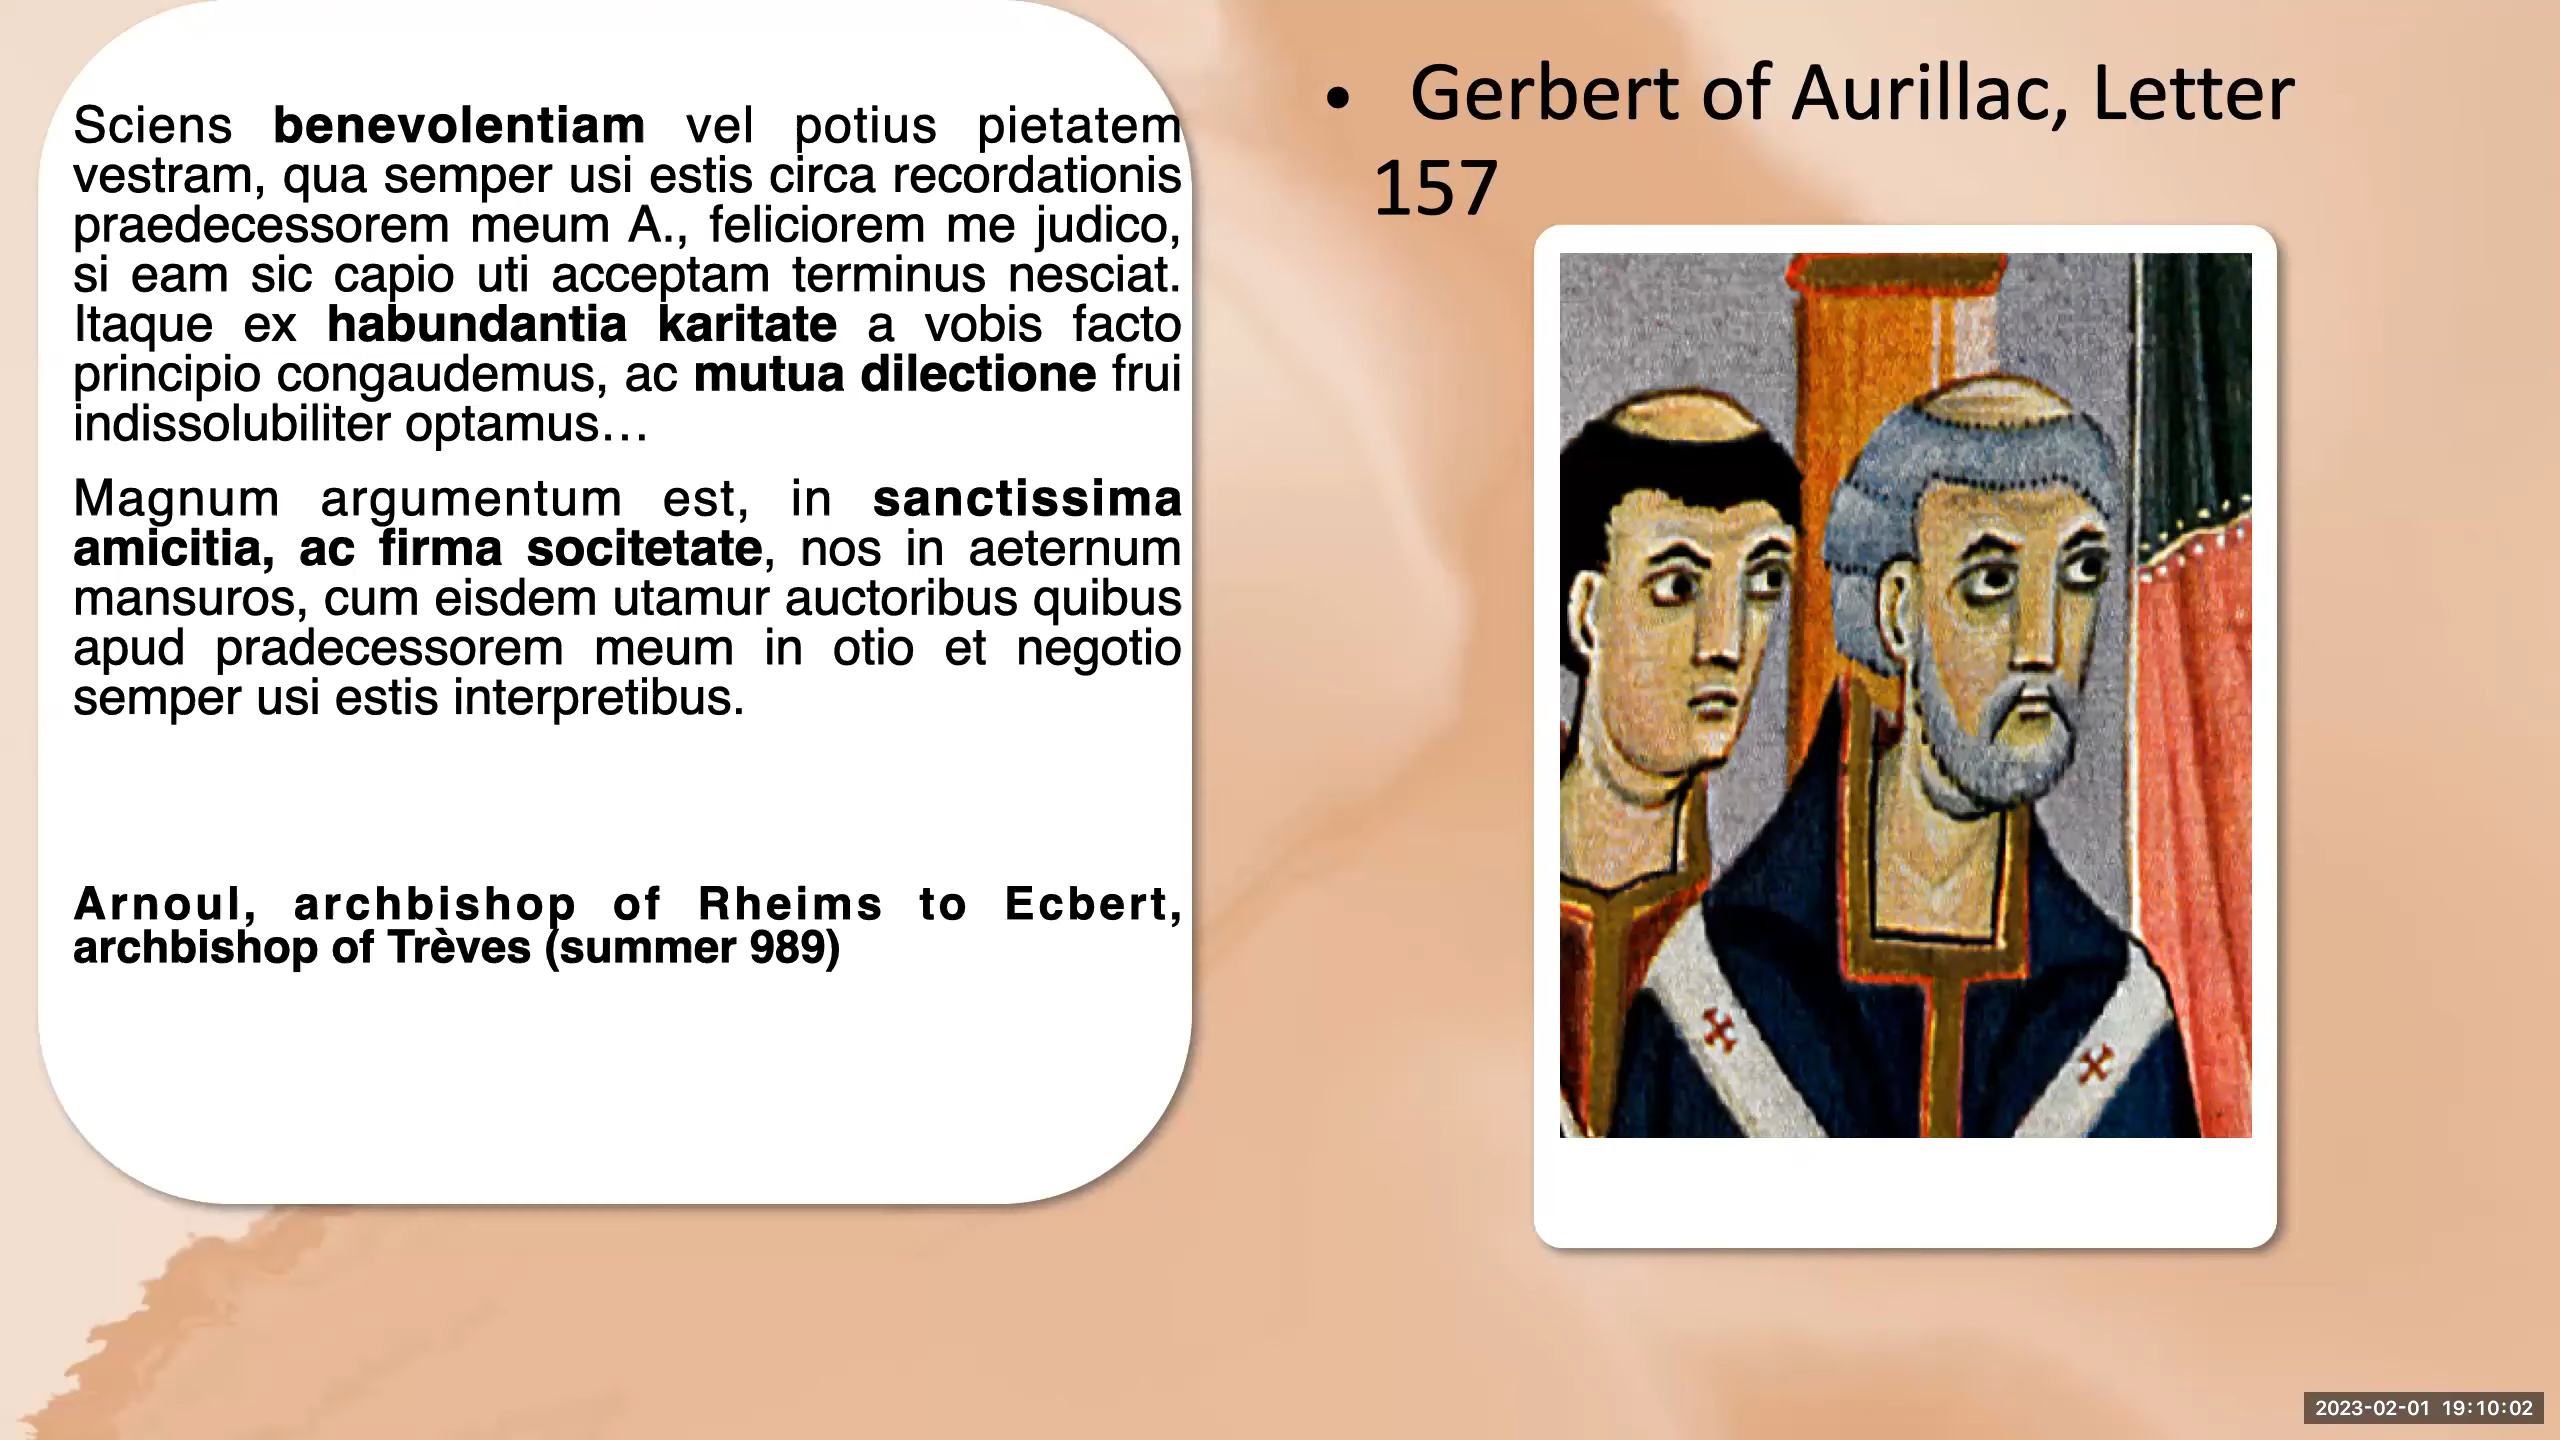 Sciens benevolentiam vel potius pietatem
vestram, qua semper usi estis circa recordationis
praedecessorem meum A., feliciorem me judico,
si eam sic capio uti acceptam terminus nesciat.
Itaque ex habundantia karitate a vobis facto
principio congaudemus, ac mutua dilectione frui
indissolubiliter optamus…
Magnum argumentum est, in sanctissima
amicitia, ac firma socitetate, nos in aeternum
mansuros, cum eisdem utamur auctoribus quibus
apud pradecessorem meum in otio et negotio
semper usi estis interpretibus.
Arnoul, archbishop of Rheims to Ecbert,
archbishop of Trèves (summer 989)
• Gerbert of Aurillac, Letter
157
2023-02-01 19:10:02